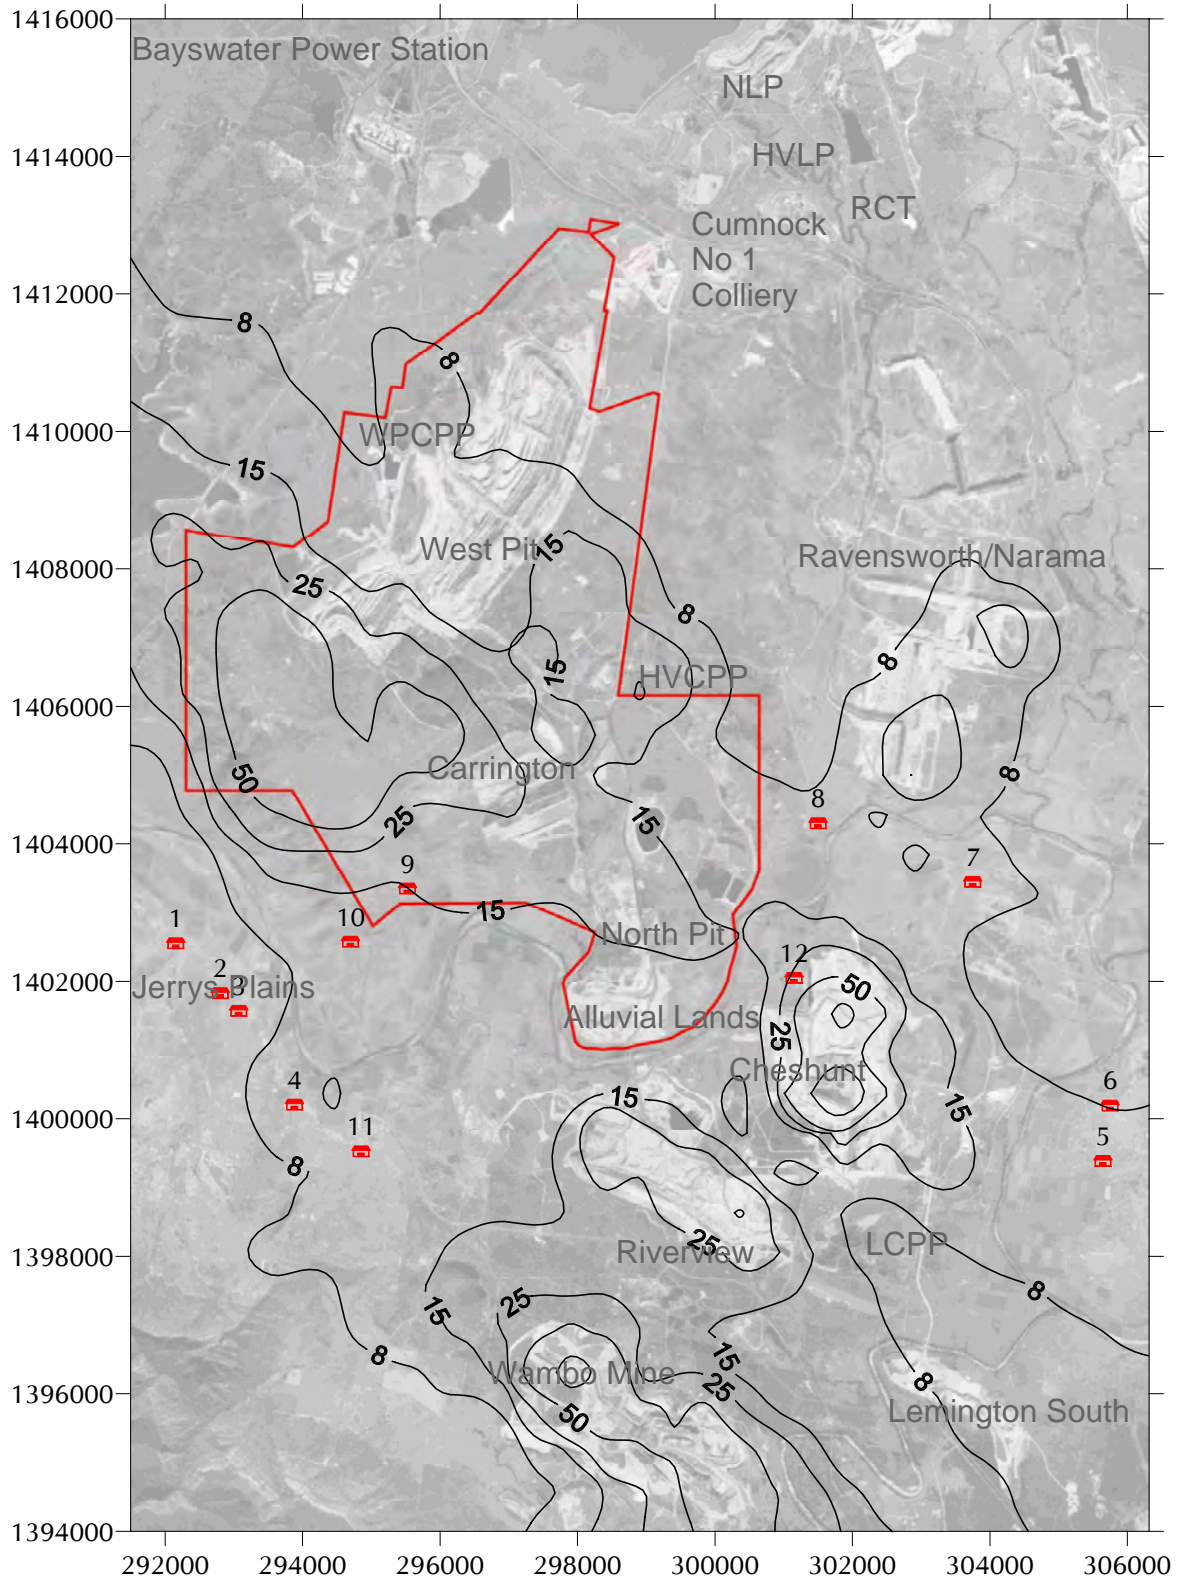 1416000
Bayswater Power Station
NLP
1414000
HVLP
RCT
Cumnock
No 1
Colliery
1412000
8
8
1410000
WPCPP
15
West Pit
15
Ravensworth/Narama
1408000
25
8
15
HVCPP
8
1406000
Carrington
50
8
8
15
25
1404000
9
7
15
1
10
North Pit
12
1402000
2
3
Jerrys Plains
50
Alluvial Lands
25
Cheshunt
1400000
4
15
15
6
11
5
8
1398000
Riverview
25
LCPP
8
15
25
15
1396000
Wambo Mine
25
8
8
50
Lemington South
1394000
292000
294000
296000
298000
300000
302000
304000
306000